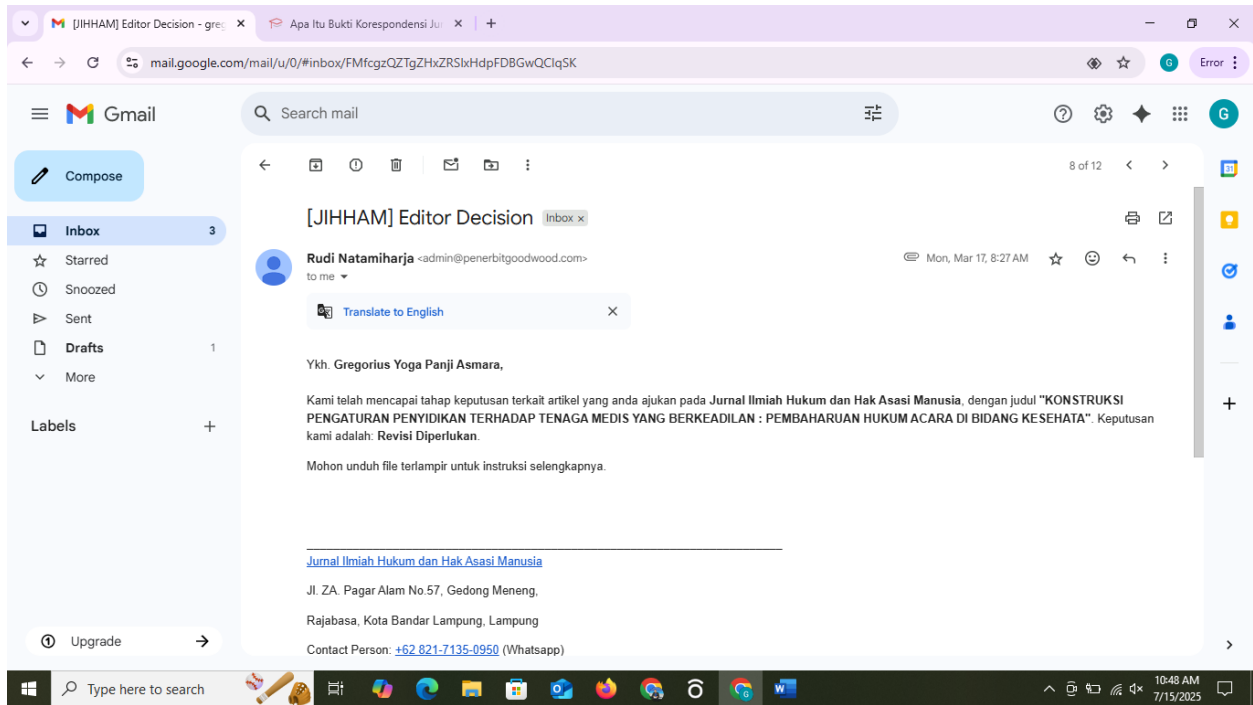 [JIHHAM] Editor Decision - greg
Apa Itu Bukti Korespondensi Jur
mail.google.com/mail/u/0/#inbox/FMfcgzQZTgZHxZRSlxHdpFDBGwQClqSK
G
Error
Gmail
Search mail
G
Compose
8 of 12
31
[JIHHAM] Editor Decision Inbox x
Inbox 3
Rudi Natamiharja <admin@penerbitgoodwood.com>
Mon, Mar 17, 8:27 AM
to me
Starred
Snoozed
Translate to English
Sent
Drafts 1
More
Labels
Ykh. Gregorius Yoga Panji Asmara,
Kami telah mencapai tahap keputusan terkait artikel yang anda ajukan pada Jurnal Ilmiah Hukum dan Hak Asasi Manusia, dengan judul "KONSTRUKSI
PENGATURAN PENYIDIKAN TERHADAP TENAGA MEDIS YANG BERKEADILAN : PEMBAHARUAN HUKUM ACARA DI BIDANG KESEHATA". Keputusan
kami adalah: Revisi Diperlukan.
Mohon unduh file terlampir untuk instruksi selengkapnya.
Jurnal Ilmiah Hukum dan Hak Asasi Manusia
Jl. ZA. Pagar Alam No.57, Gedong Meneng,
Rajabasa, Kota Bandar Lampung, Lampung
Contact Person: +62 821-7135-0950 (Whatsapp)
Upgrade
Type here to search
10:48 AM
7/15/2025